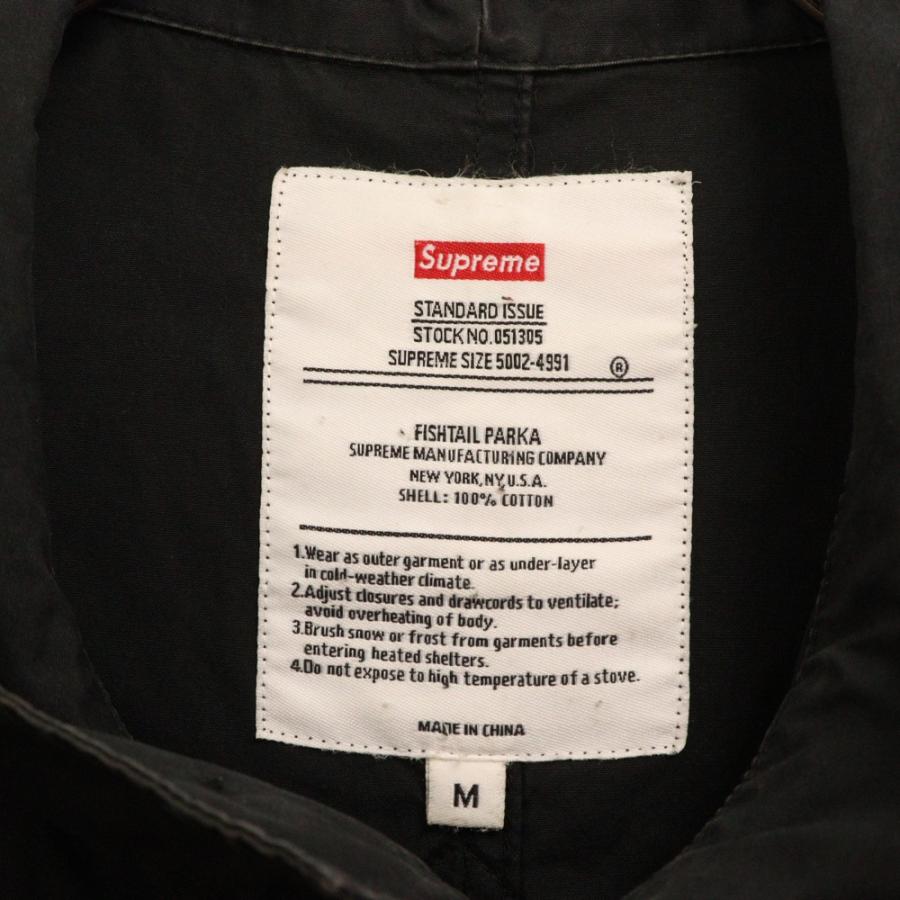 Supreme
STANDARD ISSUE
STOCK NO.051305
SUPREME SIZE 5002-4991 ®
FISHTAIL PARKA
SUPREME MANUFACTURING COMPANY
NEW YORK, NY, U.S.A.
SHELL: 100% COTTON
1.Wear as outer garment or as under-layer
in cold-weather climate.
2.Adjust closures and drawcords to ventilate;
avoid overheating of body.
3.Brush snow or frost from garments before
entering heated shelters.
4.Do not expose to high temperature of a stove.
MADE IN CHINA
M